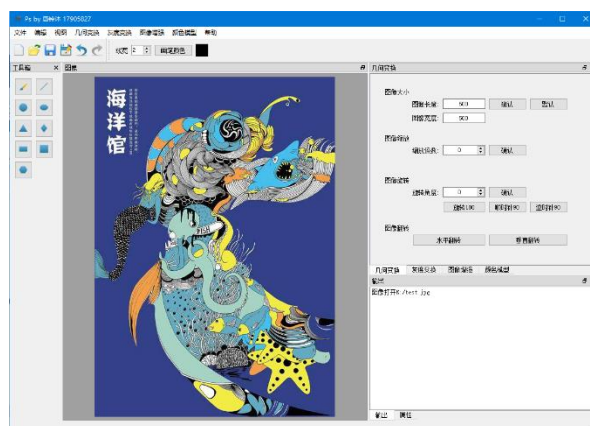 Ps by 17905027
文件 编辑 视图 几何变换 灰度变换 图像增强 颜色模型 帮助
线宽 2 画笔颜色
工具箱
图像
几何变换
图像大小
图像长度: 500 确认 默认
图像宽度: 500
图像缩放
缩放倍数: 0 确认
图像旋转
旋转角度: 0 确认
旋转180 顺时针90 逆时针90
图像翻转
水平翻转 垂直翻转
几何变换 灰度变换 图像增强 颜色模型
输出
图像打开E:/test.jpg
输出 属性
海洋馆